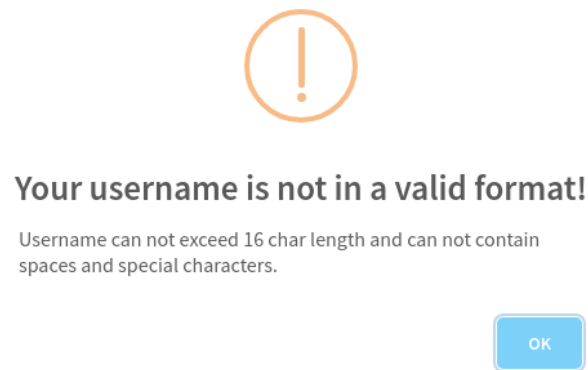 Your username is not in a valid format!
Username can not exceed 16 char length and can not contain
spaces and special characters.
OK